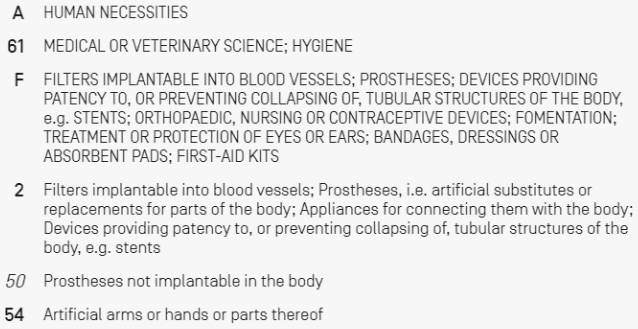 A HUMAN NECESSITIES
61 MEDICAL OR VETERINARY SCIENCE; HYGIENE
F FILTERS IMPLANTABLE INTO BLOOD VESSELS; PROSTHESES; DEVICES PROVIDING
PATENCY TO, OR PREVENTING COLLAPSING OF, TUBULAR STRUCTURES OF THE BODY,
e.g. STENTS; ORTHOPAEDIC, NURSING OR CONTRACEPTIVE DEVICES; FOMENTATION;
TREATMENT OR PROTECTION OF EYES OR EARS; BANDAGES, DRESSINGS OR
ABSORBENT PADS; FIRST-AID KITS
2 Filters implantable into blood vessels; Prostheses, i.e. artificial substitutes or
replacements for parts of the body; Appliances for connecting them with the body;
Devices providing patency to, or preventing collapsing of, tubular structures of the
body, e.g. stents
50 Prostheses not implantable in the body
54 Artificial arms or hands or parts thereof